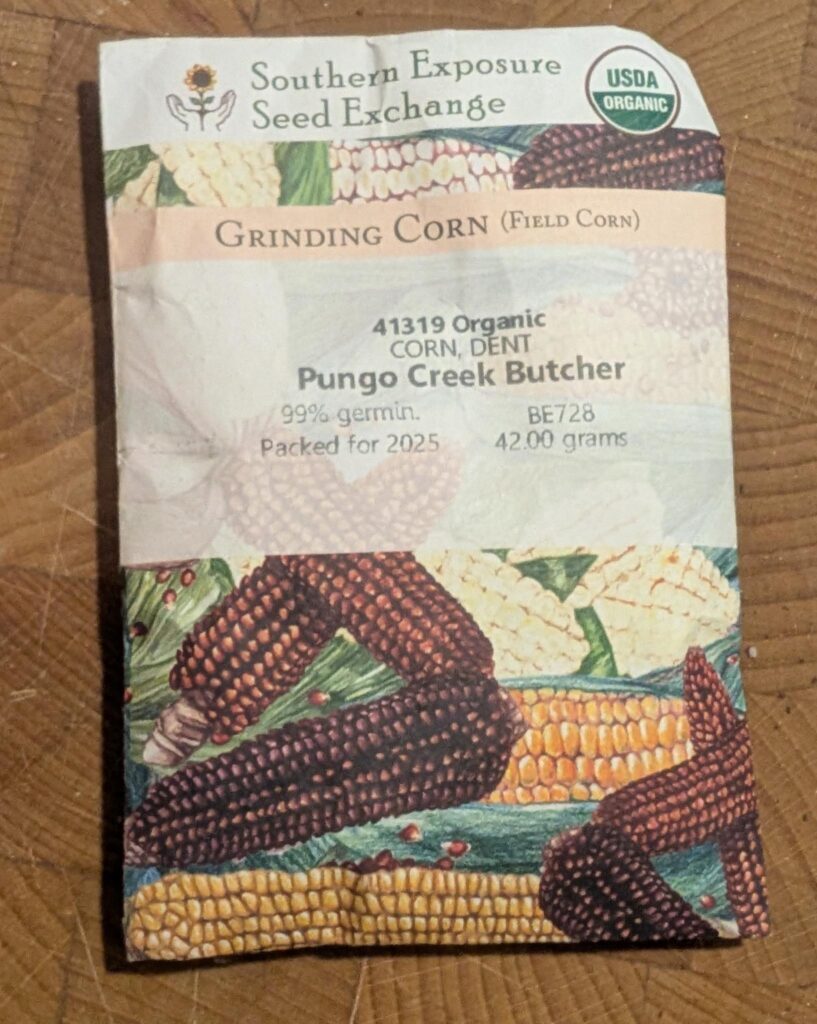 Southern Exposure
Seed Exchange
USDA
ORGANIC
GRINDING CORN (FIELD CORN)
41319 Organic
CORN, DENT
Pungo Creek Butcher
99% germin. BE728
Packed for 2025 42.00 grams